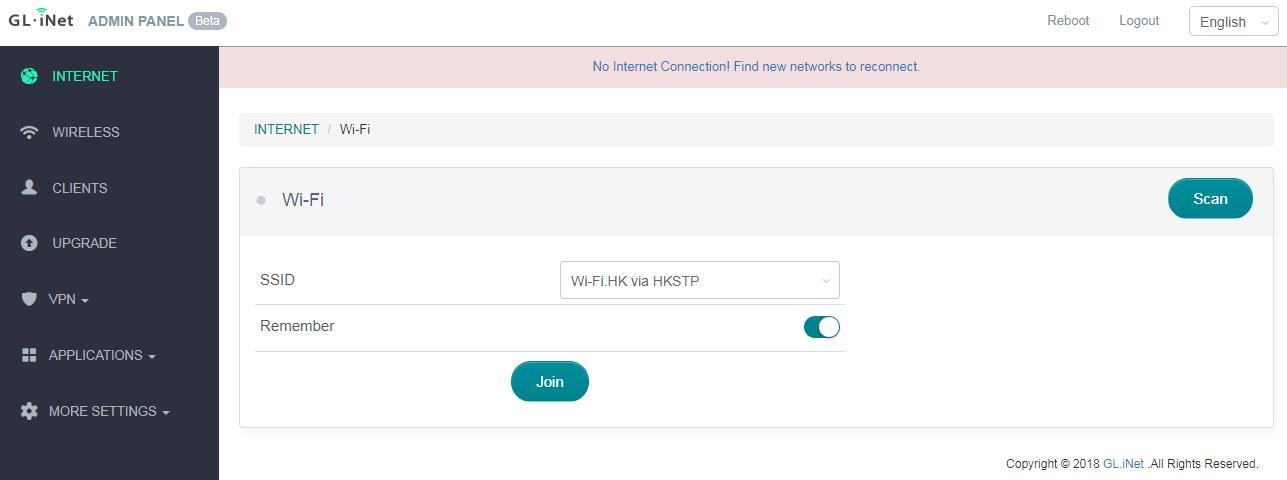 GL·iNet ADMIN PANEL Beta Reboot Logout English
INTERNET
No Internet Connection! Find new networks to reconnect.
WIRELESS
CLIENTS
UPGRADE
VPN
APPLICATIONS
MORE SETTINGS
INTERNET / Wi-Fi
Wi-Fi Scan
SSID Wi-Fi.HK via HKSTP
Remember
Join
Copyright © 2018 GL.iNet .All Rights Reserved.